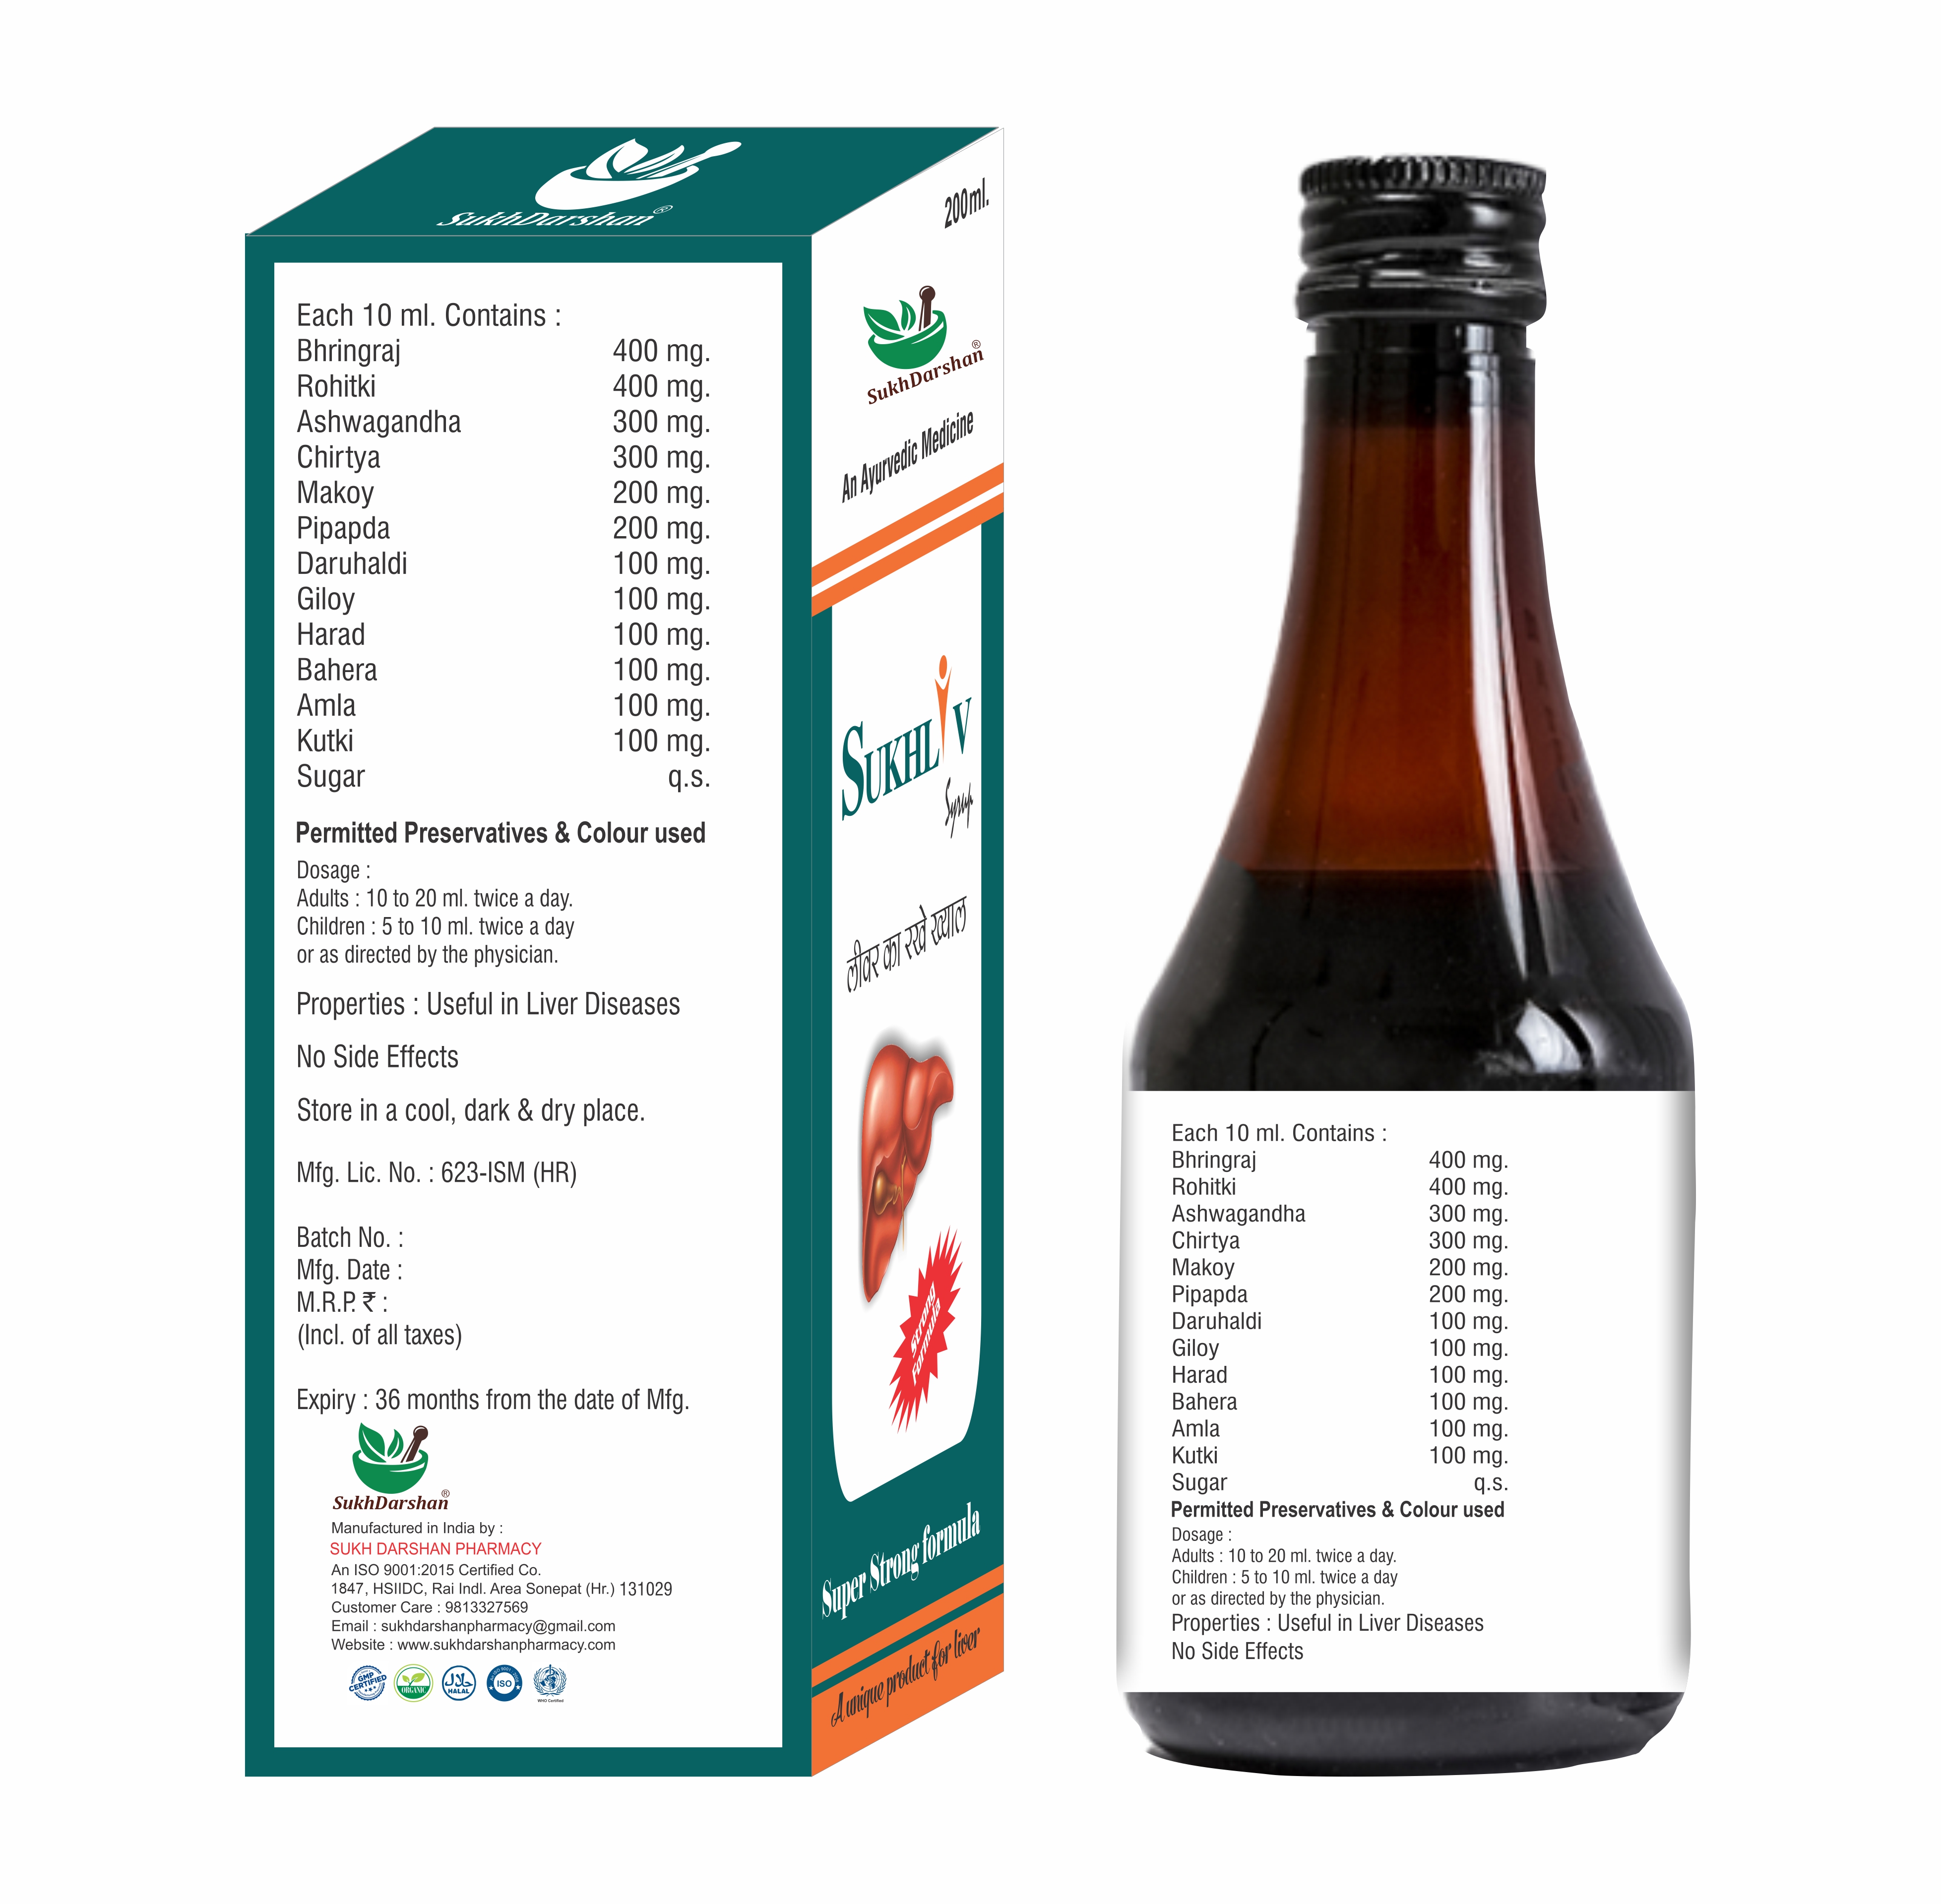 SukhDarshan®
Each 10 ml. Contains :
Bhringraj 400 mg.
Rohitki 400 mg.
Ashwagandha 300 mg.
Chirtya 300 mg.
Makoy 200 mg.
Pipapda 200 mg.
Daruhaldi 100 mg.
Giloy 100 mg.
Harad 100 mg.
Bahera 100 mg.
Amla 100 mg.
Kutki 100 mg.
Sugar q.s.
Permitted Preservatives & Colour used
Dosage :
Adults : 10 to 20 ml. twice a day.
Children : 5 to 10 ml. twice a day
or as directed by the physician.
Properties : Useful in Liver Diseases
No Side Effects
Store in a cool, dark & dry place.
Mfg. Lic. No. : 623-ISM (HR)
Batch No. :
Mfg. Date :
M.R.P. ₹ :
(Incl. of all taxes)
Expiry : 36 months from the date of Mfg.
SukhDarshan®
Manufactured in India by :
SUKH DARSHAN PHARMACY
An ISO 9001:2015 Certified Co.
1847, HSIIDC, Rai Indl. Area Sonepat (Hr.) 131029
Customer Care : 9813327569
Email : sukhdarshanpharmacy@gmail.com
Website : www.sukhdarshanpharmacy.com
GMP
CERTIFIED
ORGANIC
حلال
HALAL
ISO
WHO Certified
200ml.
SukhDarshan®
An Ayurvedic Medicine
SUKHLIV
Syrup
लीवर का रखे ख्याल
Strong
Formula
Super Strong formula
A unique product for liver
Each 10 ml. Contains :
Bhringraj 400 mg.
Rohitki 400 mg.
Ashwagandha 300 mg.
Chirtya 300 mg.
Makoy 200 mg.
Pipapda 200 mg.
Daruhaldi 100 mg.
Giloy 100 mg.
Harad 100 mg.
Bahera 100 mg.
Amla 100 mg.
Kutki 100 mg.
Sugar q.s.
Permitted Preservatives & Colour used
Dosage :
Adults : 10 to 20 ml. twice a day.
Children : 5 to 10 ml. twice a day
or as directed by the physician.
Properties : Useful in Liver Diseases
No Side Effects